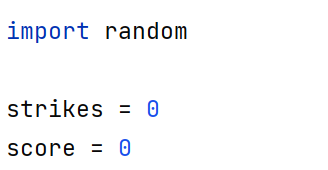 import random
strikes = 0
score = 0